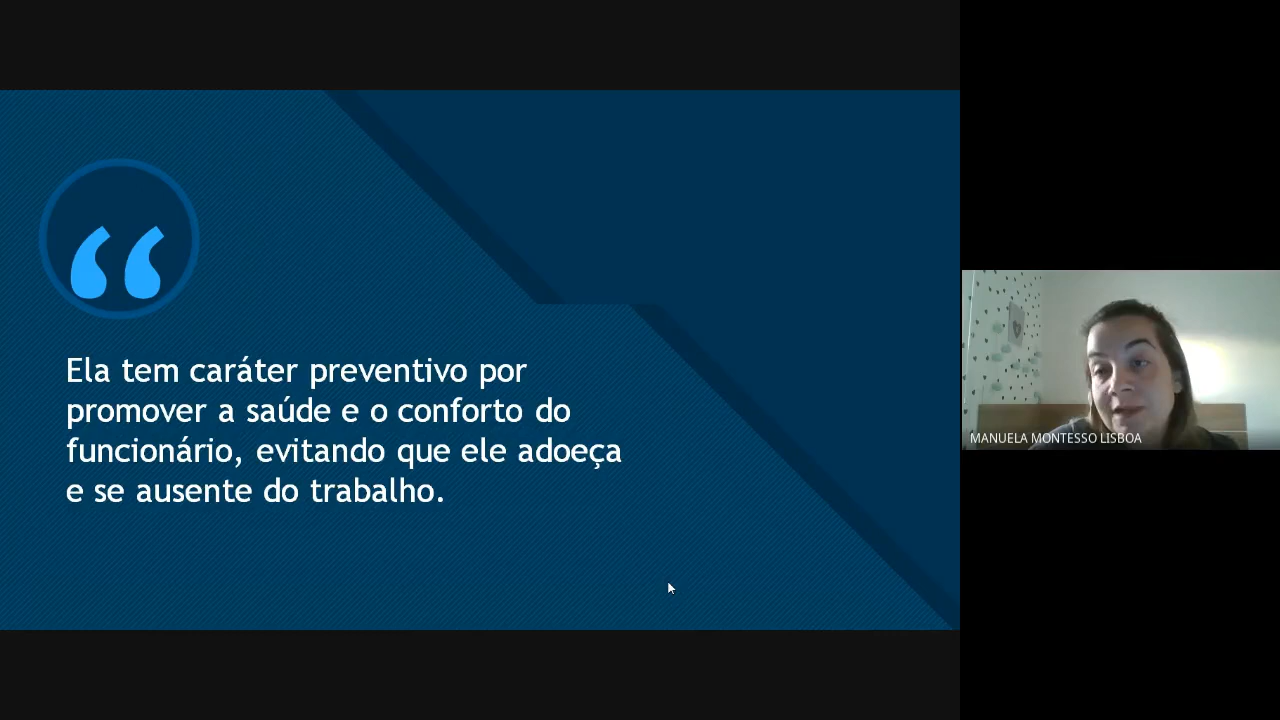 “
Ela tem caráter preventivo por
promover a saúde e o conforto do
funcionário, evitando que ele adoeça
e se ausente do trabalho.
MANUELA MONTESSO LISBOA